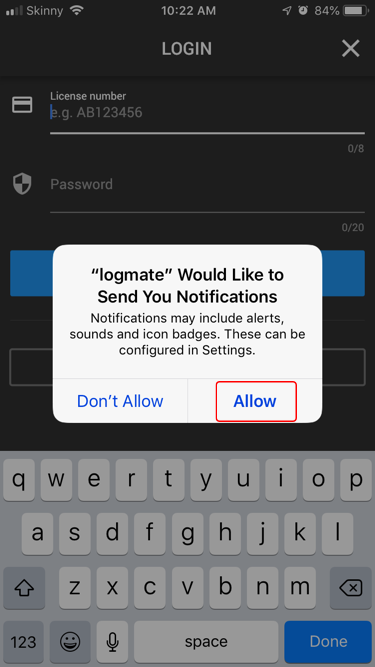 Skinny 10:22 AM 84%
LOGIN
License number
e.g. AB123456
0/8
Password
0/20
“logmate” Would Like to
Send You Notifications
Notifications may include alerts,
sounds and icon badges. These can be
configured in Settings.
Don’t Allow Allow
q w e r t y u i o p
a s d f g h j k l
z x c v b n m
123 space Done